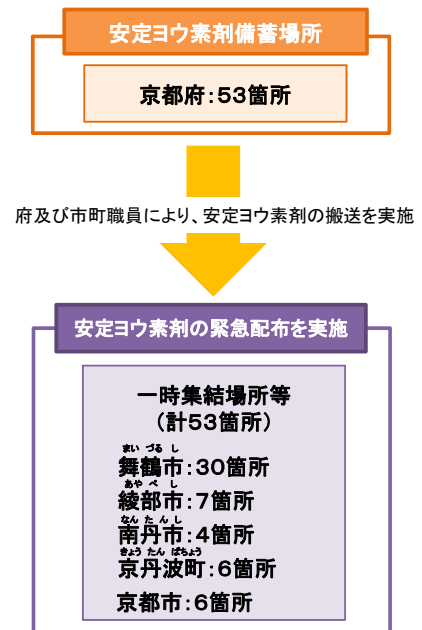 安定ヨウ素剤備蓄場所
京都府:53箇所
府及び市町職員により、安定ヨウ素剤の搬送を実施
安定ヨウ素剤の緊急配布を実施
一時集結場所等
(計53箇所)
まい づる し
舞鶴市:30箇所
あや べ し
綾部市:7箇所
なん たん し
南丹市:4箇所
きょう たん ばちょう
京丹波町:6箇所
京都市:6箇所